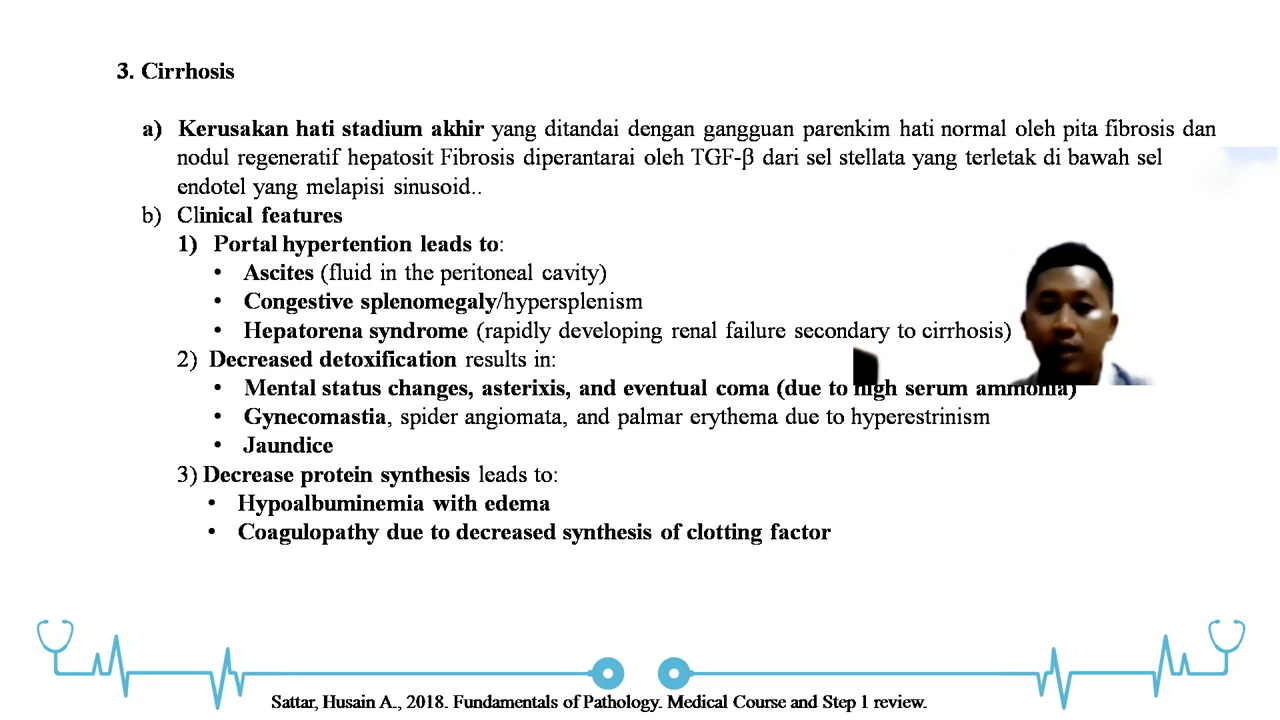 3. Cirrhosis
a) Kerusakan hati stadium akhir yang ditandai dengan gangguan parenkim hati normal oleh pita fibrosis dan
nodul regeneratif hepatosit Fibrosis diperantarai oleh TGF-β dari sel stellata yang terletak di bawah sel
endotel yang melapisi sinusoid..
b) Clinical features
1) Portal hypertention leads to:
• Ascites (fluid in the peritoneal cavity)
• Congestive splenomegaly/hypersplenism
• Hepatorena syndrome (rapidly developing renal failure secondary to cirrhosis)
2) Decreased detoxification results in:
• Mental status changes, asterixis, and eventual coma (due to high serum ammonia)
• Gynecomastia, spider angiomata, and palmar erythema due to hyperestrinism
• Jaundice
3) Decrease protein synthesis leads to:
• Hypoalbuminemia with edema
• Coagulopathy due to decreased synthesis of clotting factor
Sattar, Husain A., 2018. Fundamentals of Pathology. Medical Course and Step 1 review.